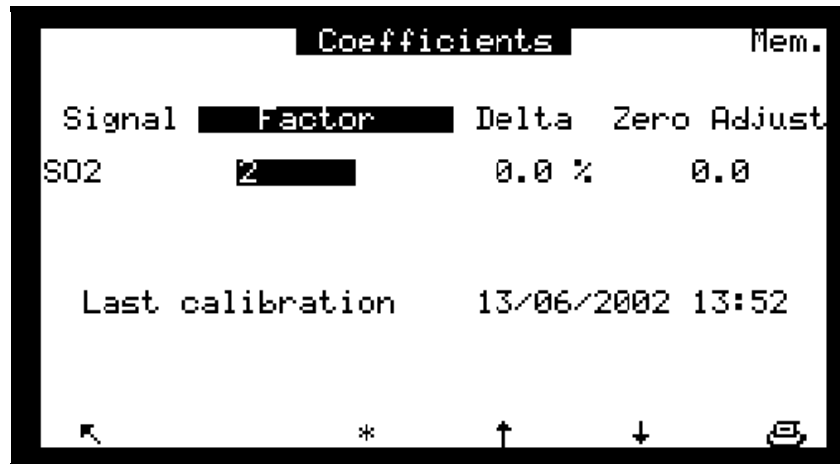 Coefficients Mem.
Signal Factor Delta Zero Adjust
SO2 2 0.0 % 0.0
Last calibration 13/06/2002 13:52
*